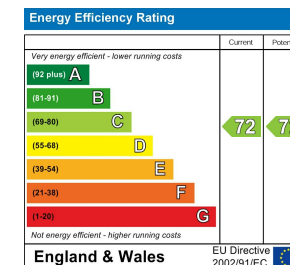 Energy Efficiency Rating
Current
Very energy efficient - lower running costs
(92 plus) A
(81-91) B
(69-80) C 72
(55-68) D
(39-54) E
(21-38) F
(1-20) G
Not energy efficient - higher running costs
England & Wales
EU Directive
2002/91/EC